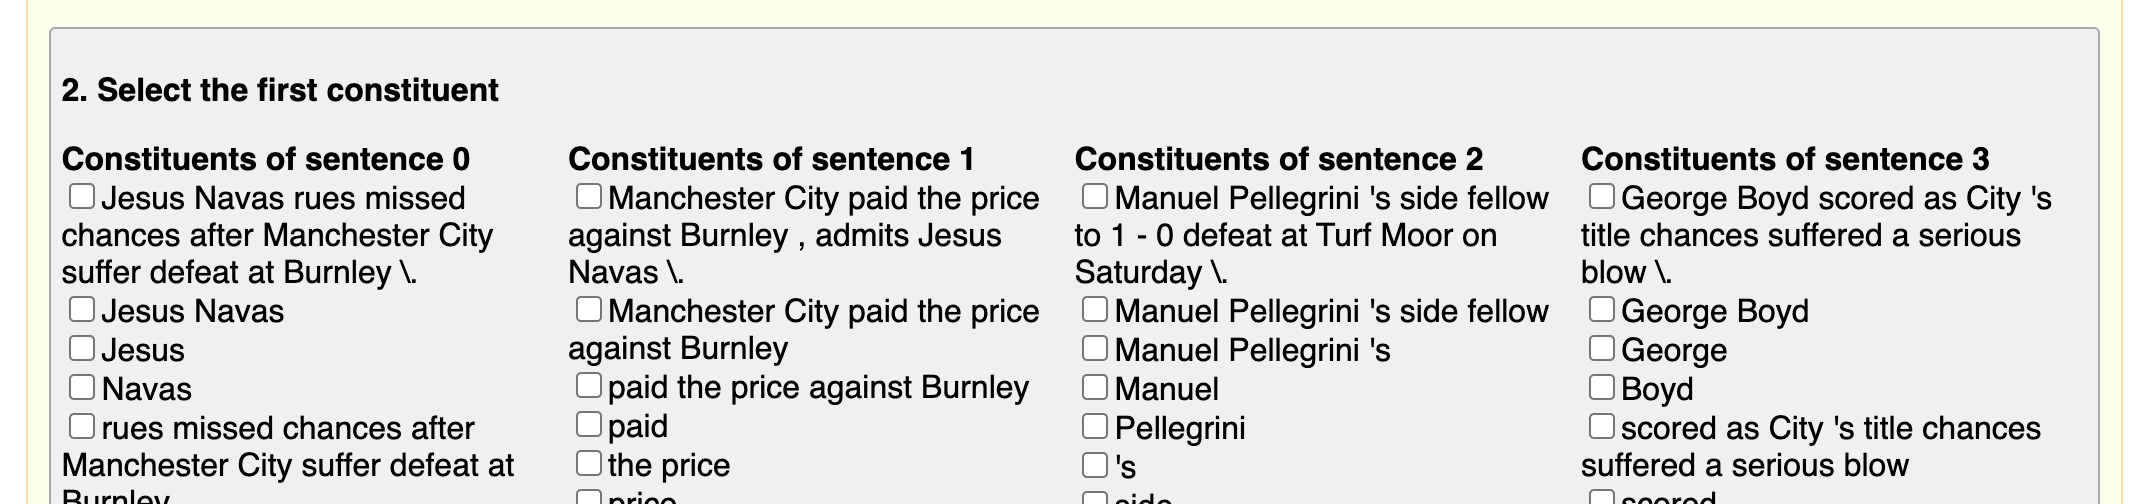 2. Select the first constituent
Constituents of sentence 0
Jesus Navas rues missed
chances after Manchester City
suffer defeat at Burnley \.
Jesus Navas
Jesus
Navas
rues missed chances after
Manchester City suffer defeat at
Burnley
Constituents of sentence 1
Manchester City paid the price
against Burnley , admits Jesus
Navas \.
Manchester City paid the price
against Burnley
paid the price against Burnley
paid
the price
price
Constituents of sentence 2
Manuel Pellegrini 's side fellow
to 1 - 0 defeat at Turf Moor on
Saturday \.
Manuel Pellegrini 's side fellow
Manuel Pellegrini 's
Manuel
Pellegrini
's
side
Constituents of sentence 3
George Boyd scored as City 's
title chances suffered a serious
blow \.
George Boyd
George
Boyd
scored as City 's title chances
suffered a serious blow
scored